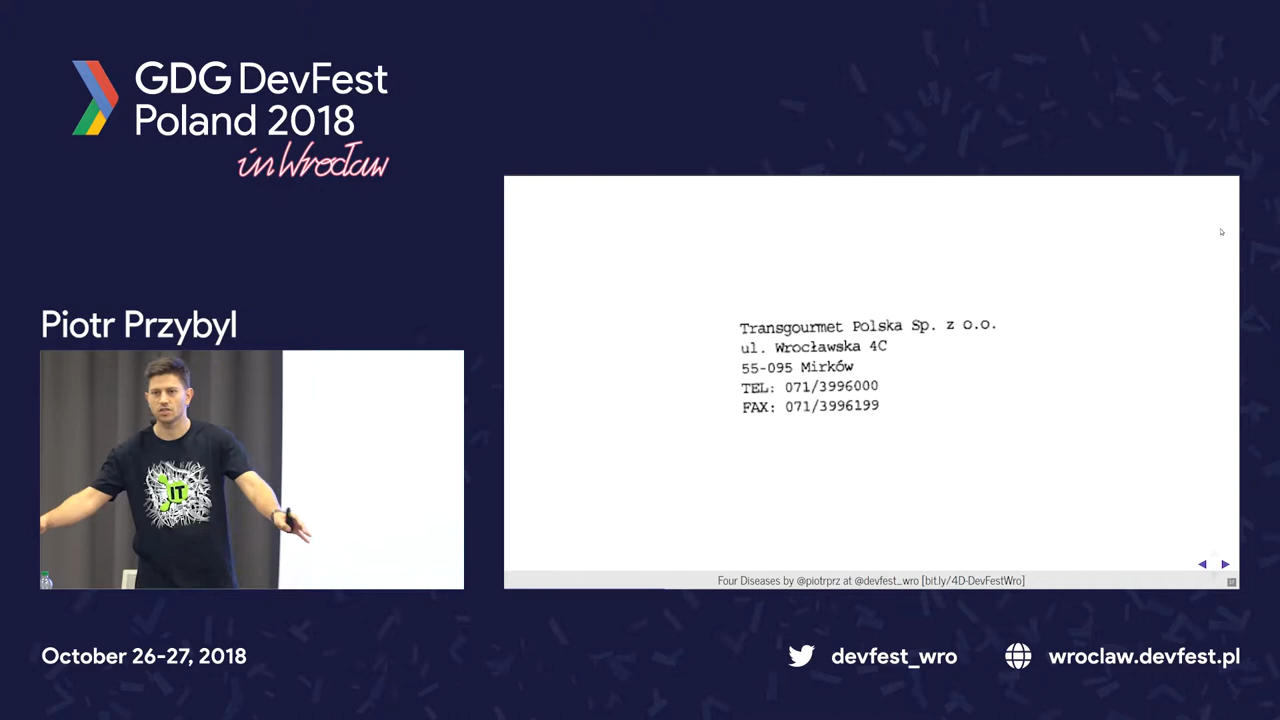 GDG DevFest
Poland 2018
in Wrocław
Piotr Przybyl
IT
Transgourmet Polska Sp. z o.o.
ul. Wrocławska 4C
55-095 Mirków
TEL: 071/3996000
FAX: 071/3996199
Four Diseases by @piotrprz at @devfest_wro [bit.ly/4D-DevFestWro]
October 26-27, 2018
devfest_wro
wroclaw.devfest.pl